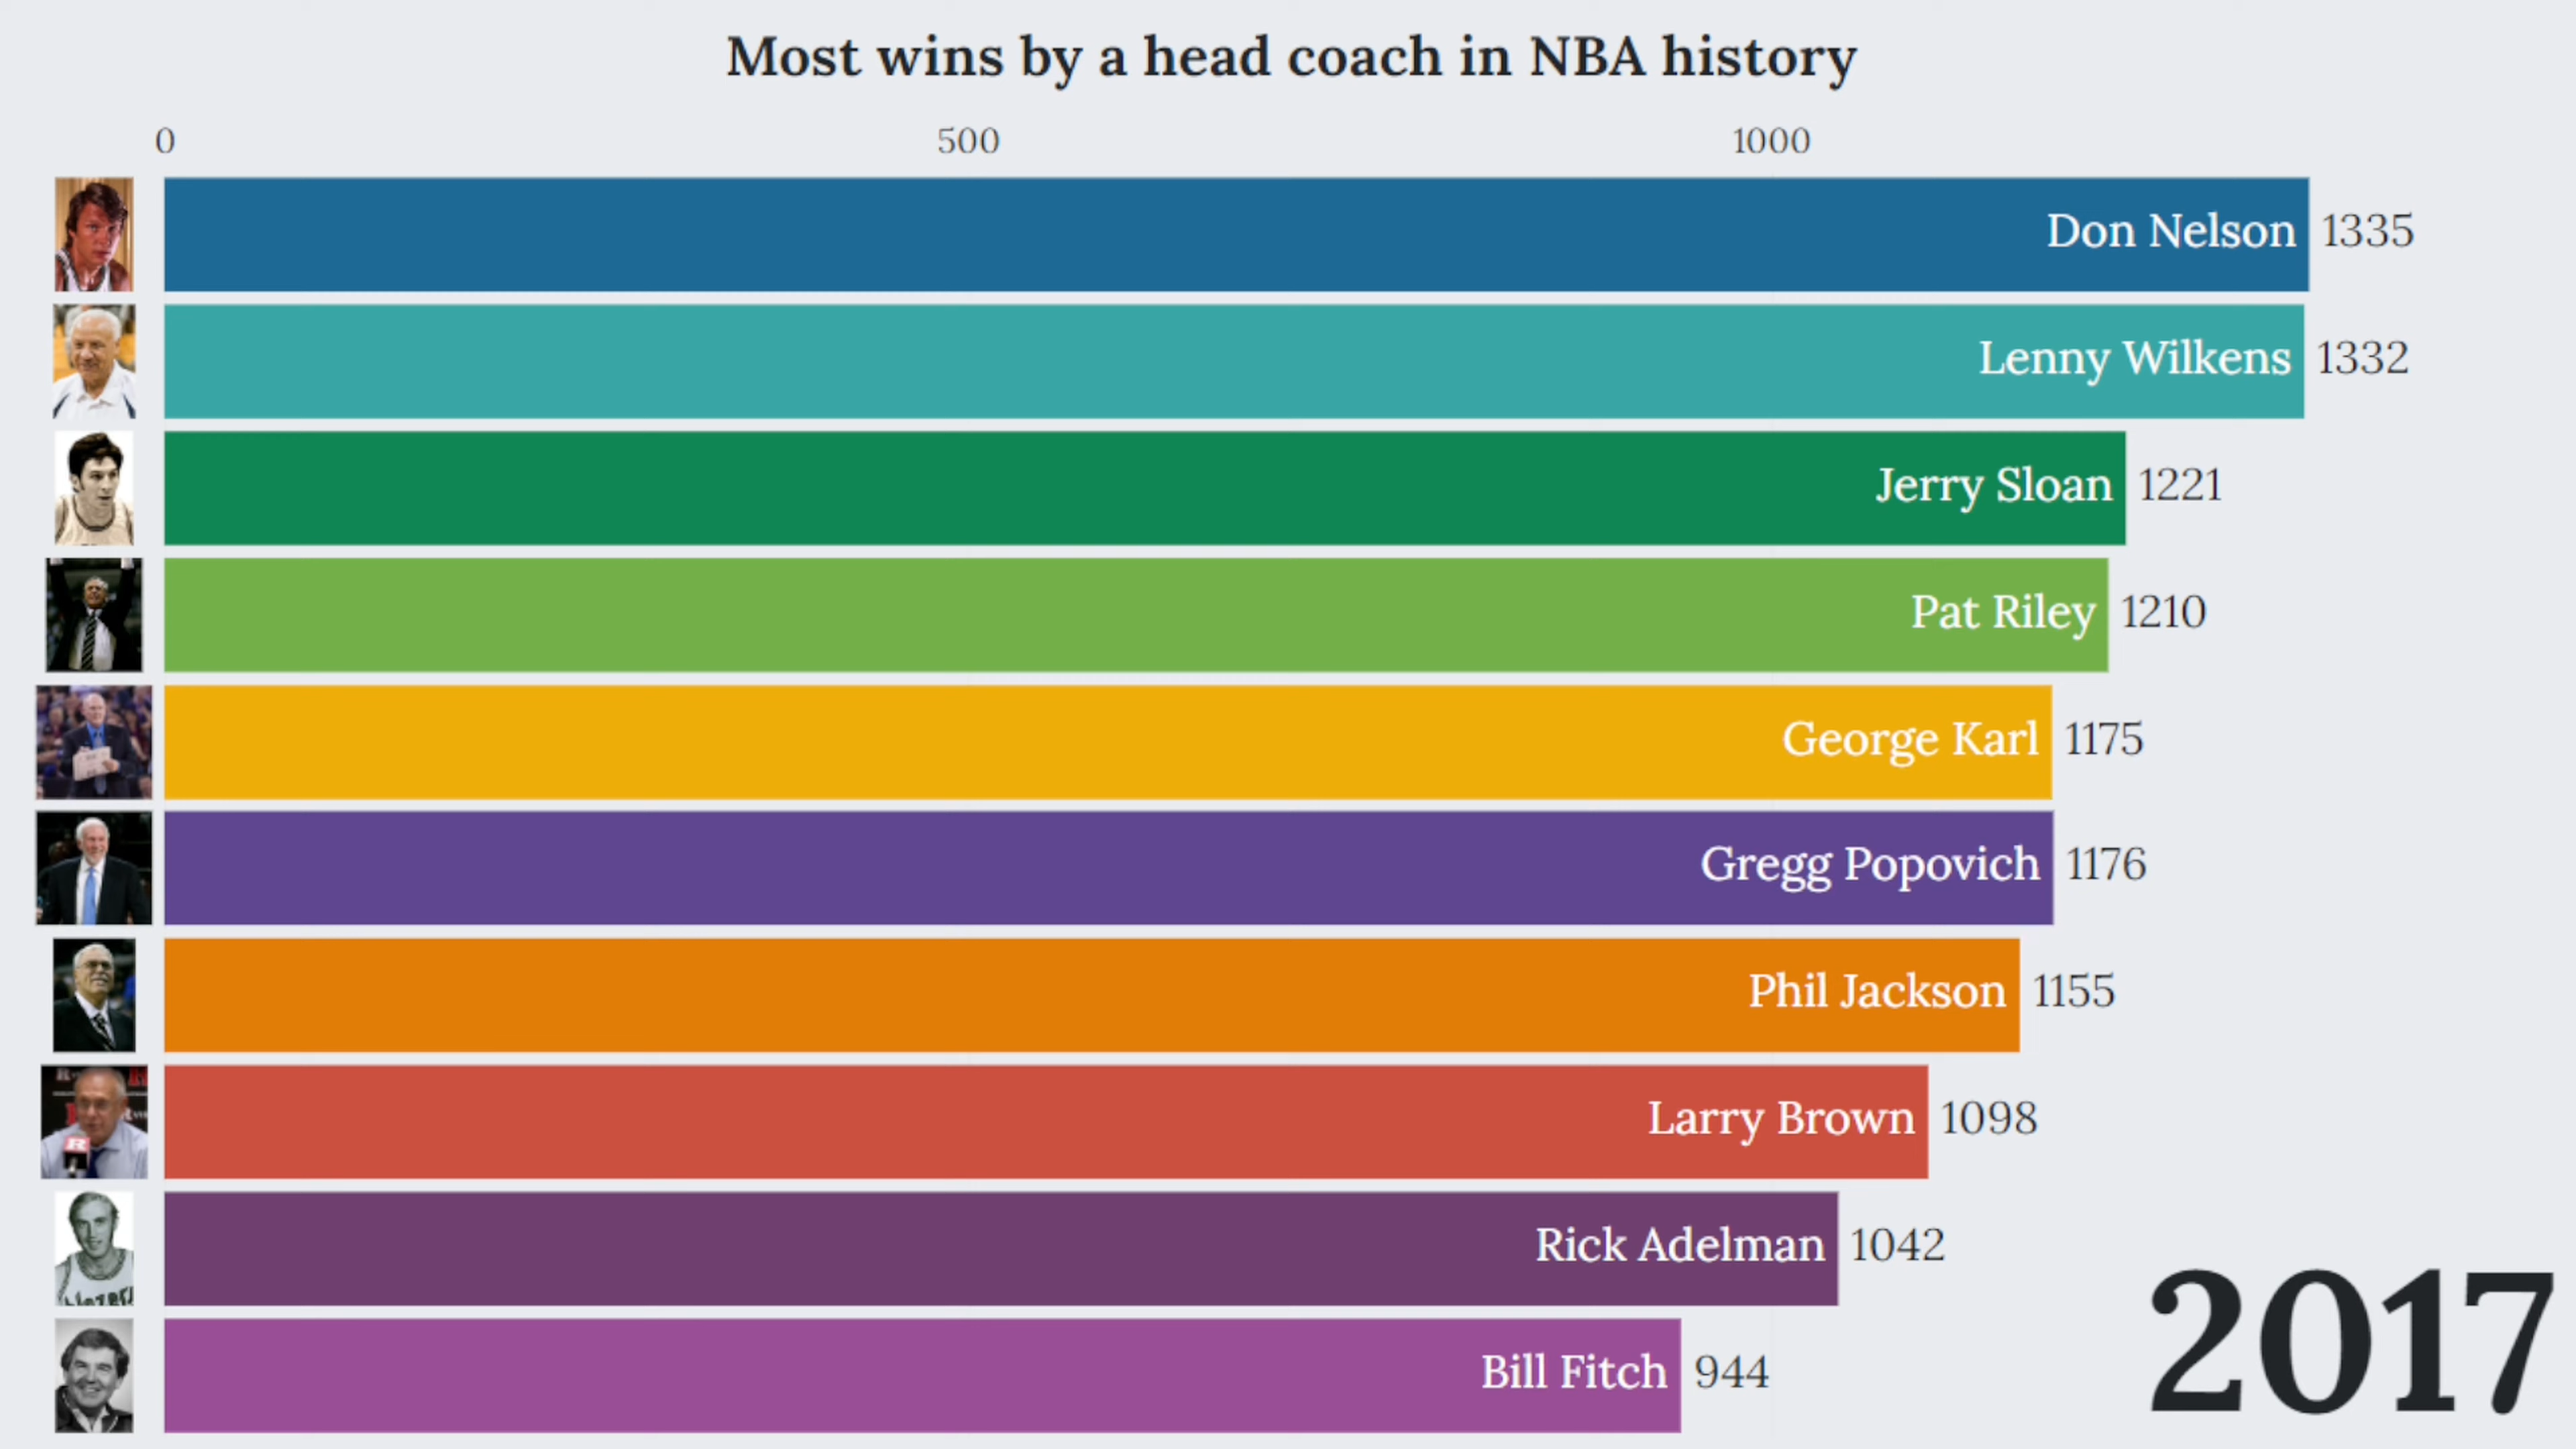 Most wins by a head coach in NBA history
0 500 1000
Don Nelson 1335
Lenny Wilkens 1332
Jerry Sloan 1221
Pat Riley 1210
George Karl 1175
Gregg Popovich 1176
Phil Jackson 1155
Larry Brown 1098
Rick Adelman 1042
Bill Fitch 944
2017